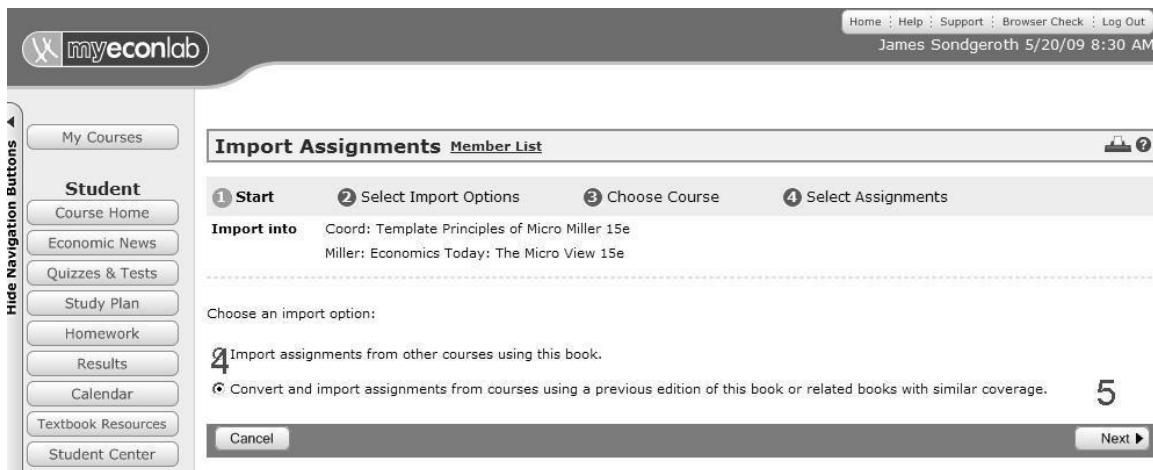 Home Help Support Browser Check Log Out
James Sondgeroth 5/20/09 8:30 AM
myeconlab
Hide Navigation Buttons
My Courses
Student
Course Home
Economic News
Quizzes & Tests
Study Plan
Homework
Results
Calendar
Textbook Resources
Student Center
Import Assignments Member List
1 Start 2 Select Import Options 3 Choose Course 4 Select Assignments
Import into Coord: Template Principles of Micro Miller 15e
Miller: Economics Today: The Micro View 15e
Choose an import option:
4 Import assignments from other courses using this book.
Convert and import assignments from courses using a previous edition of this book or related books with similar coverage. 5
Cancel Next